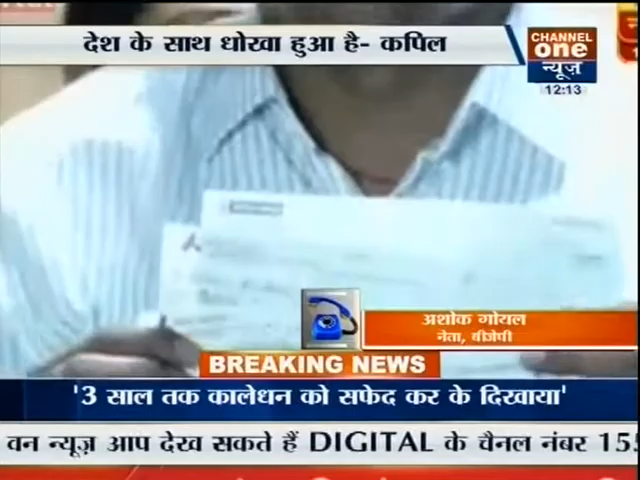 देश के साथ धोखा हुआ है- कपिल
CHANNEL
one
न्यूज़
12:13
अशोक गोयल
नेता, बीजेपी
BREAKING NEWS
'3 साल तक कालेधन को सफेद कर के दिखाया'
वन न्यूज़ आप देख सकते हैं DIGITAL के चैनल नंबर 155